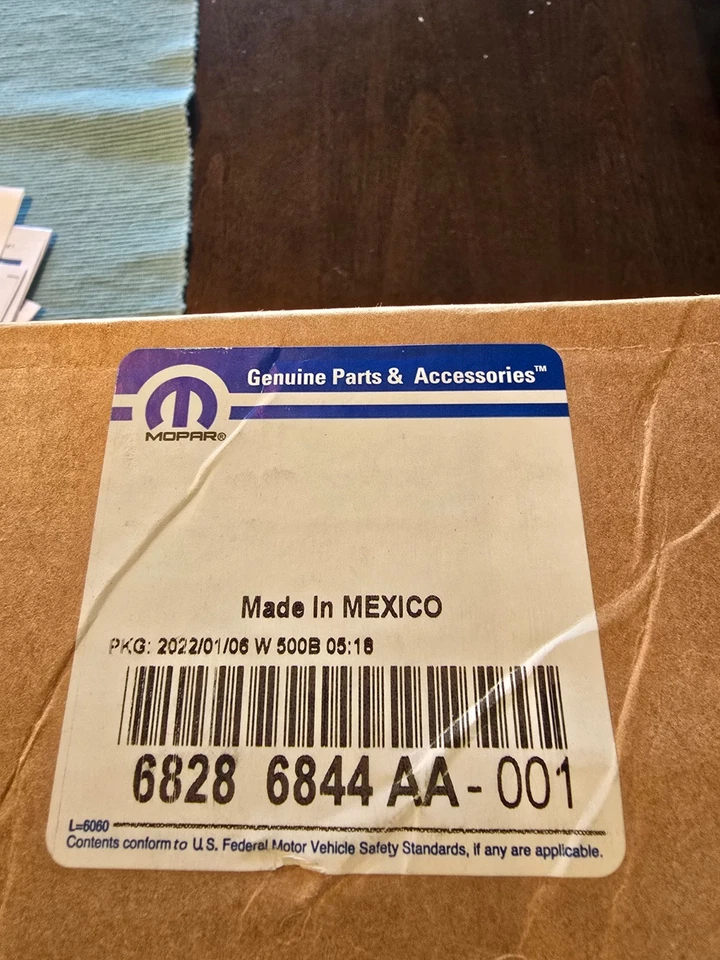 Genuine Parts & Accessories™
MOPAR®
Made In MEXICO
PKG: 2022/01/06 W 500B 05:18
6828 6844 AA - 001
L=6060
Contents conform to U.S. Federal Motor Vehicle Safety Standards, if any are applicable.